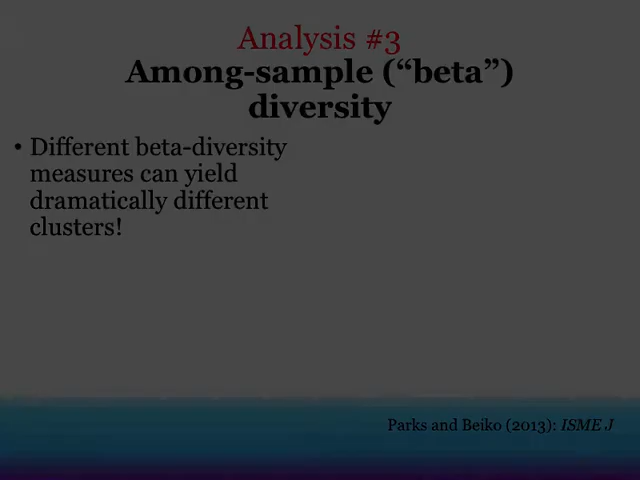 Analysis #3
Among-sample (“beta”)
diversity
• Different beta-diversity
measures can yield
dramatically different
clusters!
Parks and Beiko (2013): ISME J